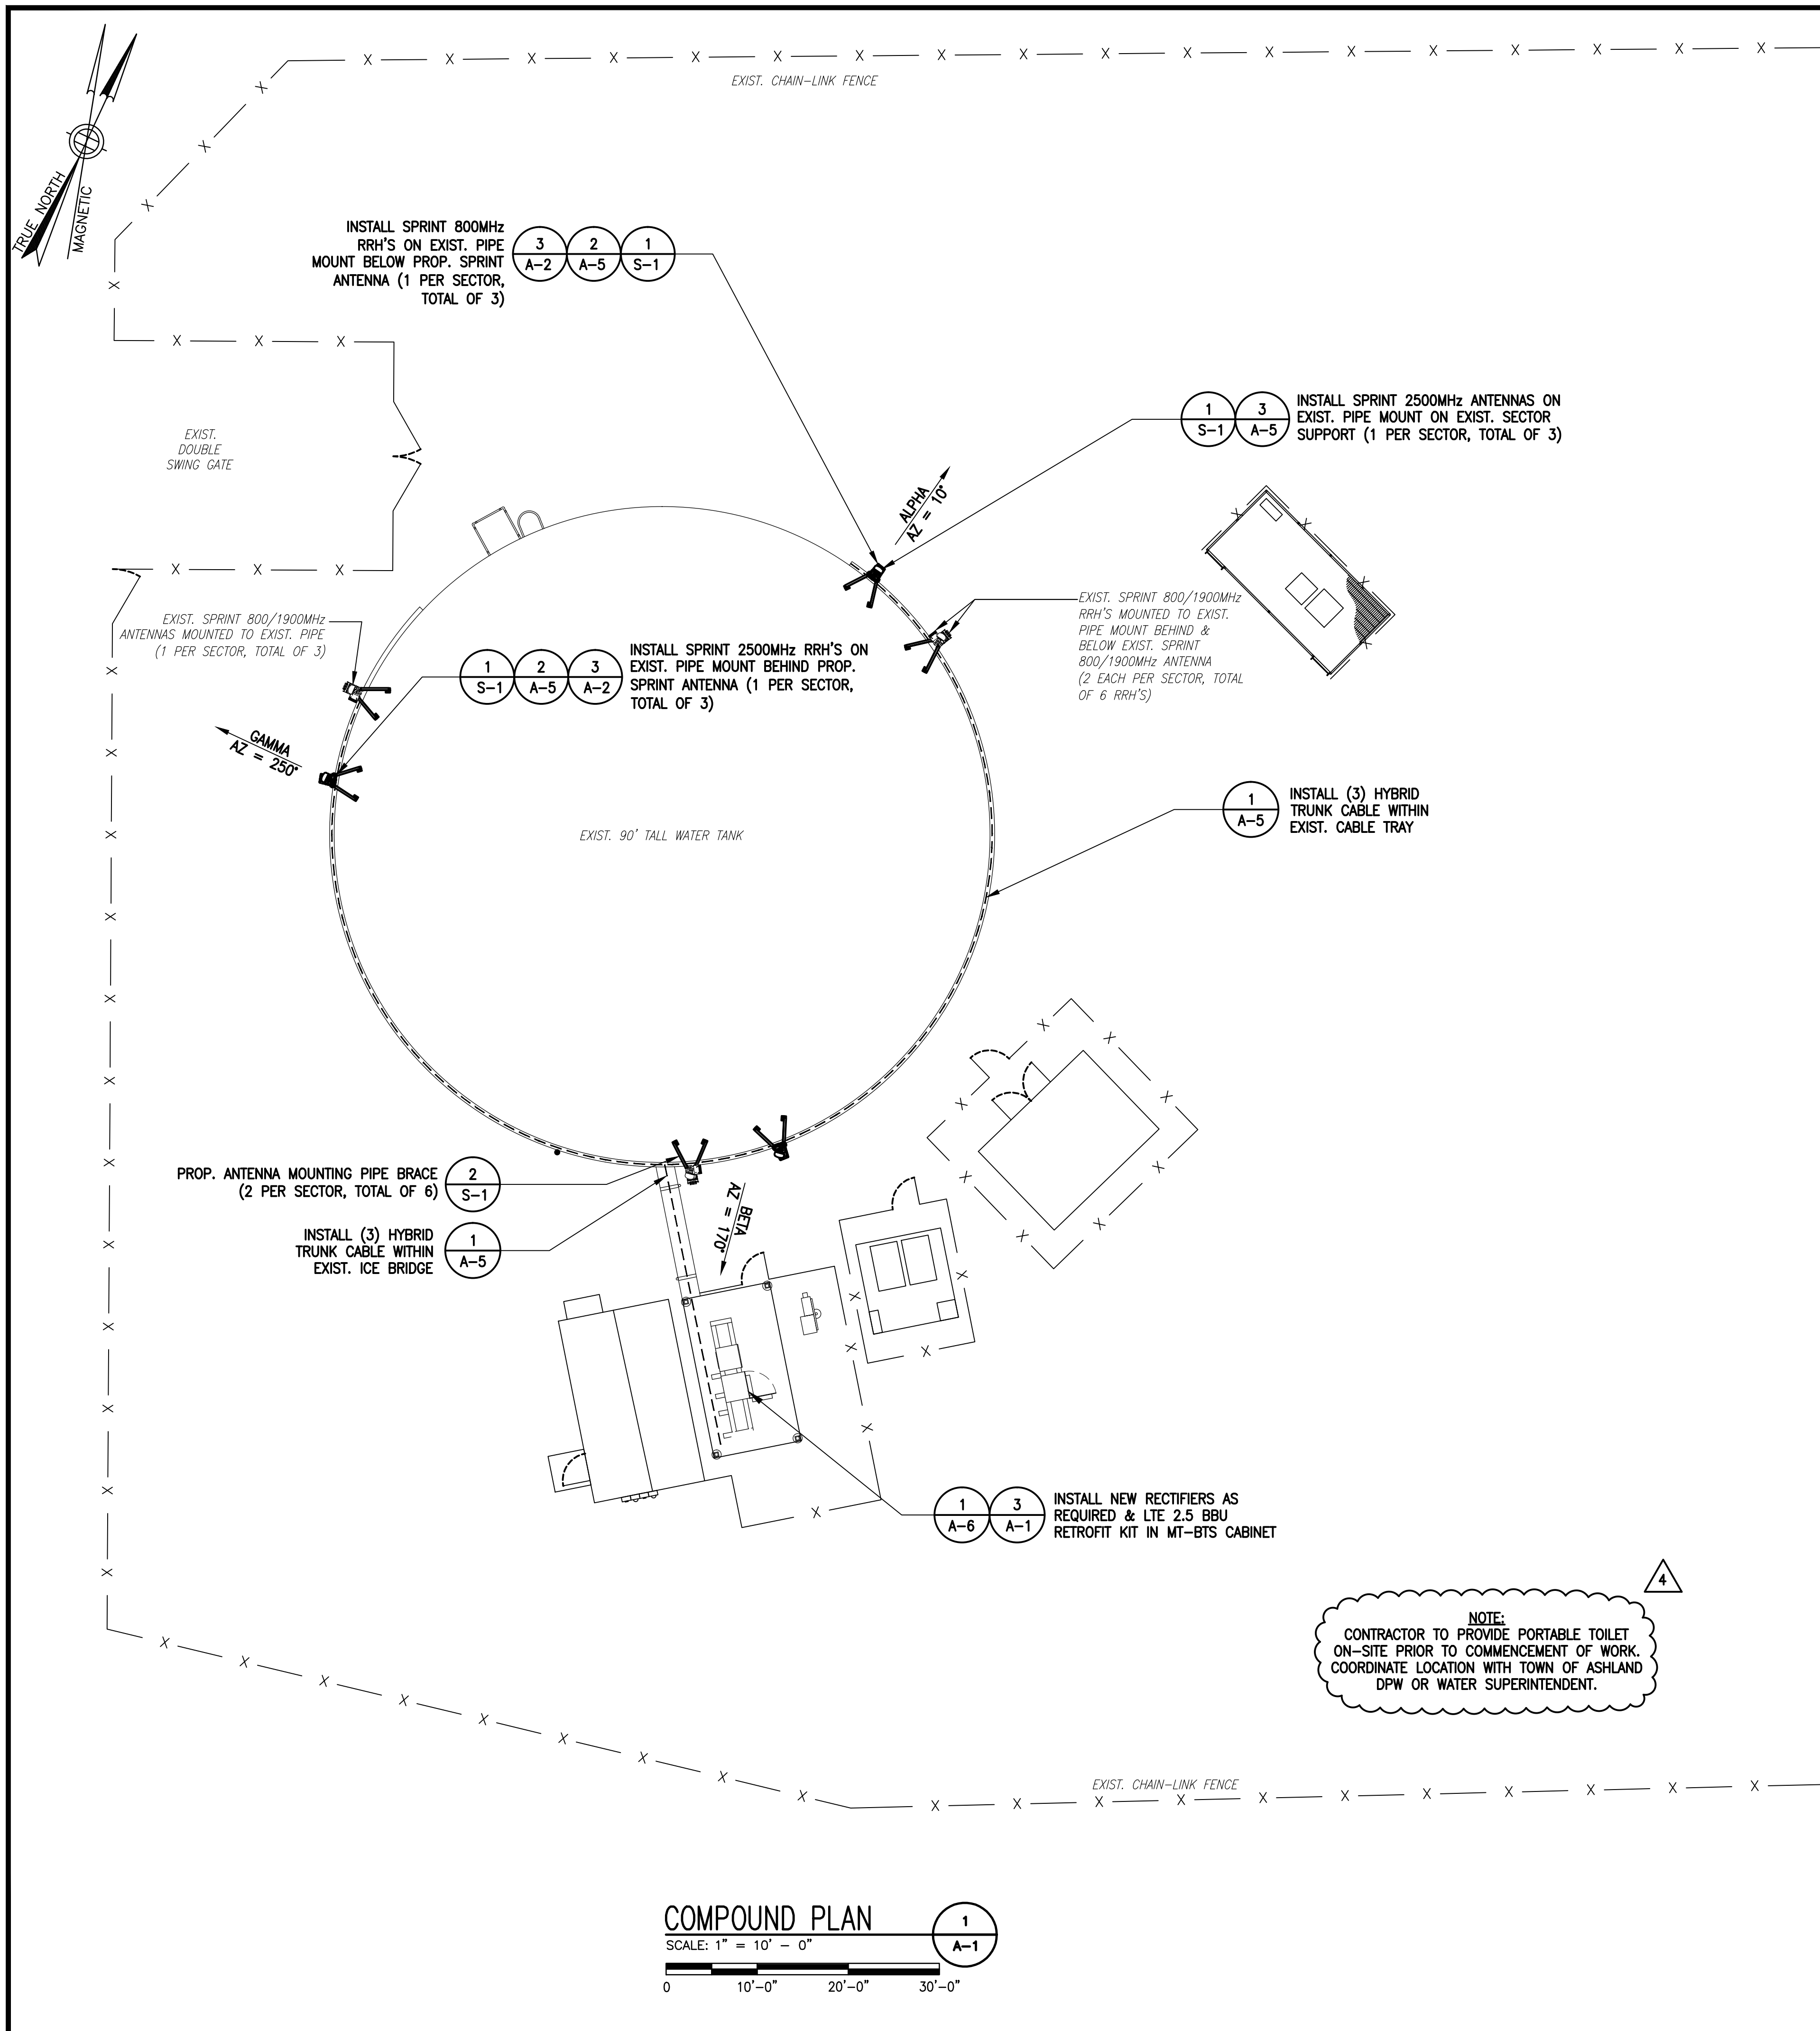 EXIST. CHAIN-LINK FENCE
TRUE NORTH
MAGNETIC
INSTALL SPRINT 800MHz
RRH'S ON EXIST. PIPE
MOUNT BELOW PROP. SPRINT
ANTENNA (1 PER SECTOR,
TOTAL OF 3)
3
A-2
2
A-5
1
S-1
1
S-1
3
A-5
INSTALL SPRINT 2500MHz ANTENNAS ON
EXIST. PIPE MOUNT ON EXIST. SECTOR
SUPPORT (1 PER SECTOR, TOTAL OF 3)
EXIST.
DOUBLE
SWING GATE
ALPHA
AZ = 10°
EXIST. SPRINT 800/1900MHz
ANTENNAS MOUNTED TO EXIST. PIPE
(1 PER SECTOR, TOTAL OF 3)
EXIST. SPRINT 800/1900MHz
RRH'S MOUNTED TO EXIST.
PIPE MOUNT BEHIND &
BELOW EXIST. SPRINT
800/1900MHz ANTENNA
(2 EACH PER SECTOR, TOTAL
OF 6 RRH'S)
1
S-1
2
A-5
3
A-2
INSTALL SPRINT 2500MHz RRH'S ON
EXIST. PIPE MOUNT BEHIND PROP.
SPRINT ANTENNA (1 PER SECTOR,
TOTAL OF 3)
GAMMA
AZ = 250°
1
A-5
INSTALL (3) HYBRID
TRUNK CABLE WITHIN
EXIST. CABLE TRAY
EXIST. 90' TALL WATER TANK
PROP. ANTENNA MOUNTING PIPE BRACE
(2 PER SECTOR, TOTAL OF 6)
2
S-1
INSTALL (3) HYBRID
TRUNK CABLE WITHIN
EXIST. ICE BRIDGE
1
A-5
BETA
AZ = 170°
1
A-6
3
A-1
INSTALL NEW RECTIFIERS AS
REQUIRED & LTE 2.5 BBU
RETROFIT KIT IN MT-BTS CABINET
4
NOTE:
CONTRACTOR TO PROVIDE PORTABLE TOILET
ON-SITE PRIOR TO COMMENCEMENT OF WORK.
COORDINATE LOCATION WITH TOWN OF ASHLAND
DPW OR WATER SUPERINTENDENT.
EXIST. CHAIN-LINK FENCE
COMPOUND PLAN
SCALE: 1" = 10' - 0"
1
A-1
0 10'-0" 20'-0" 30'-0"